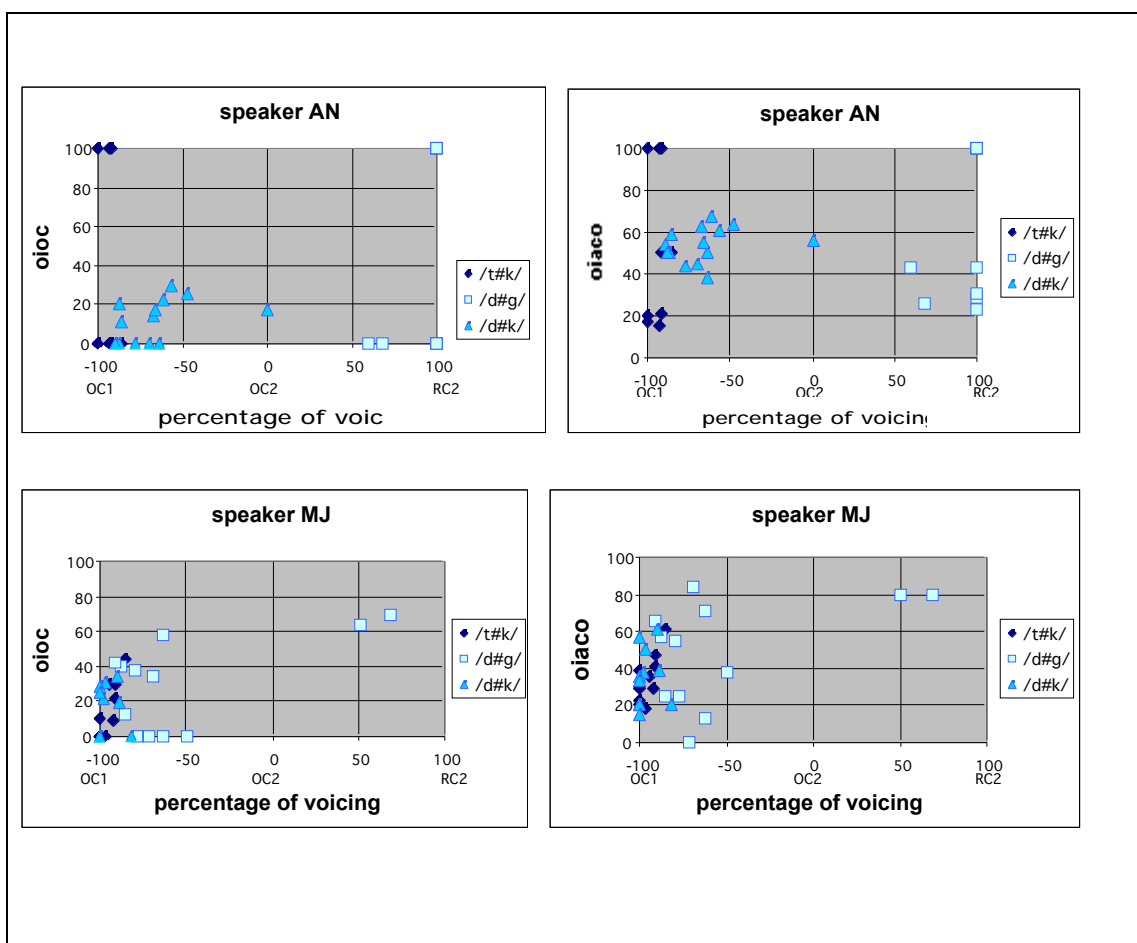 speaker AN
oioc
100
80
60
40
20
0
-100 -50 0 50 100
OC1 OC2 RC2
percentage of voic
/t#k/
/d#g/
/d#k/
speaker AN
oiaco
100
80
60
40
20
0
-100 -50 0 50 100
OC1 OC2 RC2
percentage of voicing
/t#k/
/d#g/
/d#k/
speaker MJ
oioc
100
80
60
40
20
0
-100 -50 0 50 100
OC1 OC2 RC2
percentage of voicing
/t#k/
/d#g/
/d#k/
speaker MJ
oiaco
100
80
60
40
20
0
-100 -50 0 50 100
OC1 OC2 RC2
percentage of voicing
/t#k/
/d#g/
/d#k/